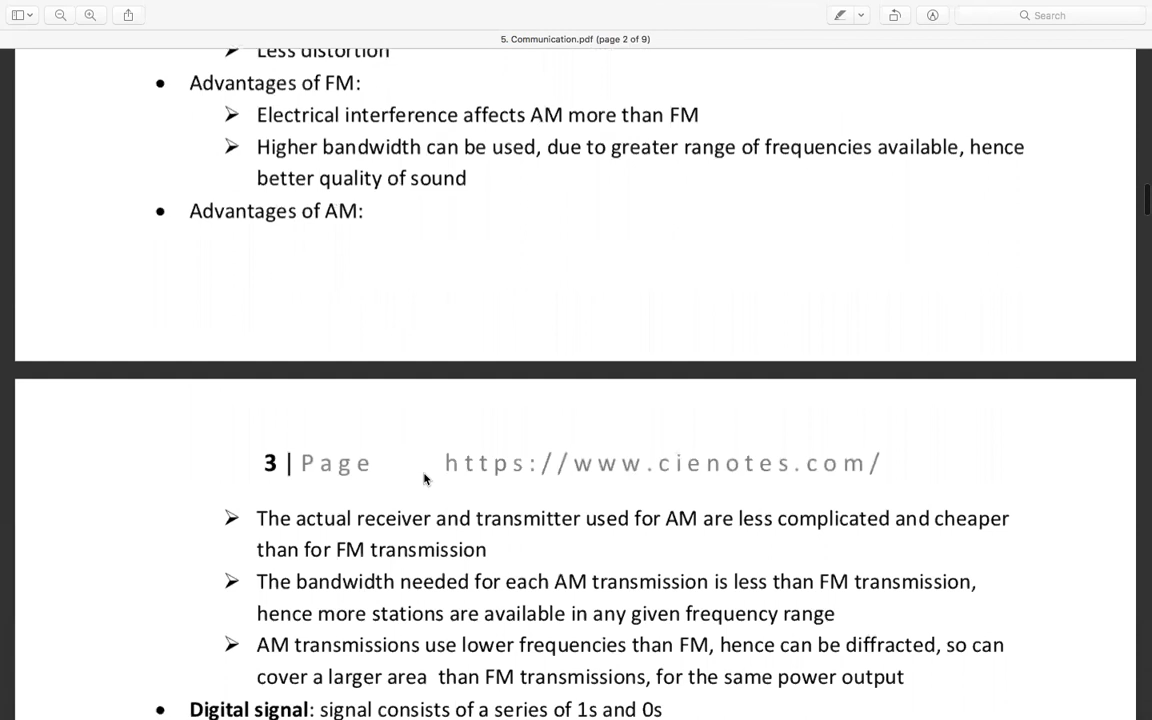 Search
5. Communication.pdf (page 2 of 9)
➢ Less distortion
• Advantages of FM:
➢ Electrical interference affects AM more than FM
➢ Higher bandwidth can be used, due to greater range of frequencies available, hence
better quality of sound
• Advantages of AM:
3 | Page https://www.cienotes.com/
➢ The actual receiver and transmitter used for AM are less complicated and cheaper
than for FM transmission
➢ The bandwidth needed for each AM transmission is less than FM transmission,
hence more stations are available in any given frequency range
➢ AM transmissions use lower frequencies than FM, hence can be diffracted, so can
cover a larger area than FM transmissions, for the same power output
• Digital signal: signal consists of a series of 1s and 0s